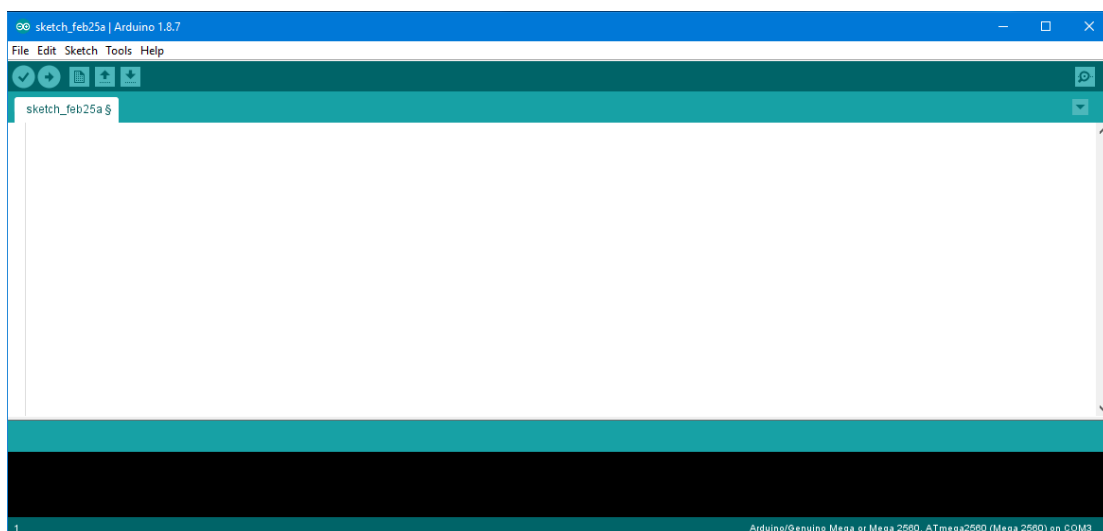 sketch_feb25a | Arduino 1.8.7
File Edit Sketch Tools Help
sketch_feb25a §
1 Arduino/Genuino Mega or Mega 2560, ATmega2560 (Mega 2560) on COM3